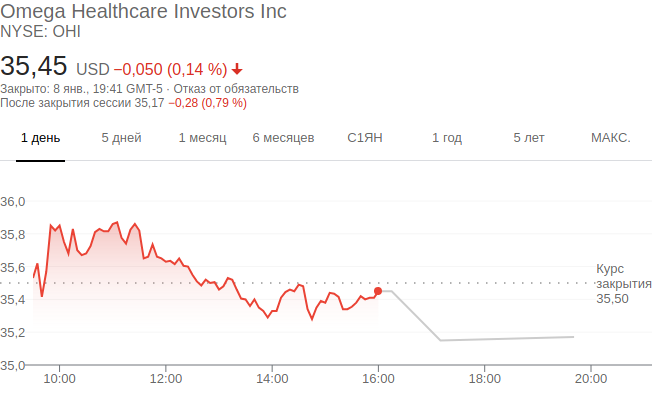 Omega Healthcare Investors Inc
NYSE: OHI
35,45 USD −0,050 (0,14 %)
Закрыто: 8 янв., 19:41 GMT-5 · Отказ от обязательств
После закрытия сессии 35,17 −0,28 (0,79 %)
1 день 5 дней 1 месяц 6 месяцев С1ЯН 1 год 5 лет МАКС.
36,0
35,8
35,6
35,4
35,2
35,0
Курс
закрытия
35,50
10:00 12:00 14:00 16:00 18:00 20:00